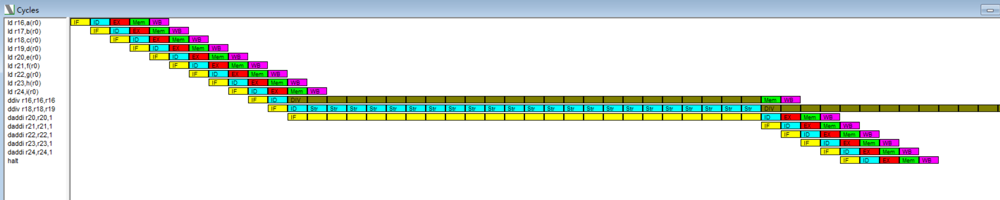 Cycles
ld r16,a(r0) IF ID EX Mem WB
ld r17,b(r0) IF ID EX Mem WB
ld r18,c(r0) IF ID EX Mem WB
ld r19,d(r0) IF ID EX Mem WB
ld r20,e(r0) IF ID EX Mem WB
ld r21,f(r0) IF ID EX Mem WB
ld r22,g(r0) IF ID EX Mem WB
ld r23,h(r0) IF ID EX Mem WB
ld r24,i(r0) IF ID EX Mem WB
ddiv r16,r16,r16 IF ID DIV Mem WB
ddiv r18,r18,r19 IF ID Str Str Str Str Str Str Str Str Str Str Str Str Str Str Str Str Str Str Str Str Str Str Str DIV
daddi r20,r20,1 IF ID EX Mem WB
daddi r21,r21,1 IF ID EX Mem WB
daddi r22,r22,1 IF ID EX Mem WB
daddi r23,r23,1 IF ID EX Mem WB
daddi r24,r24,1 IF ID EX Mem WB
halt IF ID EX Mem WB